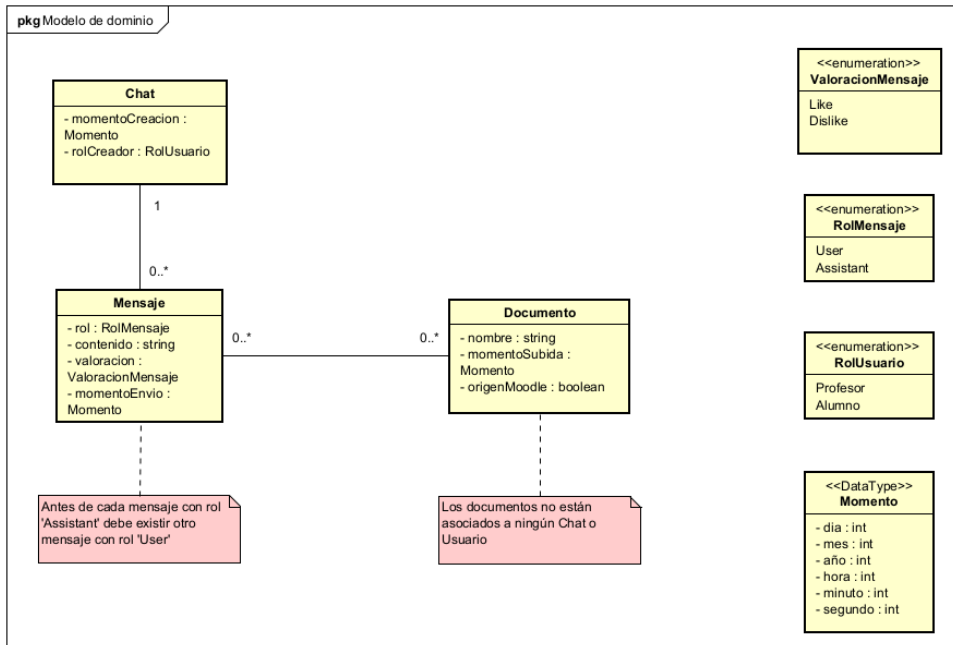 pkg Modelo de dominio
Chat
- momentoCreacion :
Momento
- rolCreador : RolUsuario
1
0..*
Mensaje
- rol : RolMensaje
- contenido : string
- valoracion :
ValoracionMensaje
- momentoEnvio :
Momento
0..*
0..*
Documento
- nombre : string
- momentoSubida :
Momento
- origenMoodle : boolean
Antes de cada mensaje con rol
'Assistant' debe existir otro
mensaje con rol 'User'
Los documentos no están
asociados a ningún Chat o
Usuario
<<enumeration>>
ValoracionMensaje
Like
Dislike
<<enumeration>>
RolMensaje
User
Assistant
<<enumeration>>
RolUsuario
Profesor
Alumno
<<DataType>>
Momento
- dia : int
- mes : int
- año : int
- hora : int
- minuto : int
- segundo : int